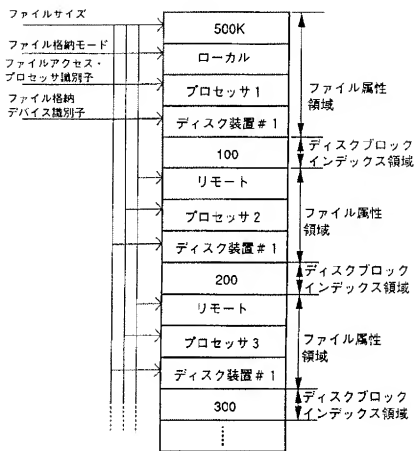 ファイルサイズ
ファイル格納モード
ファイルアクセス・
プロセッサ識別子
ファイル格納
デバイス識別子
500K
ローカル
プロセッサ1
ディスク装置#1
100
リモート
プロセッサ2
ディスク装置#1
200
リモート
プロセッサ3
ディスク装置#1
300
ファイル属性
領域
ディスクブロック
インデックス領域
ファイル属性
領域
ディスクブロック
インデックス領域
ファイル属性
領域
ディスクブロック
インデックス領域